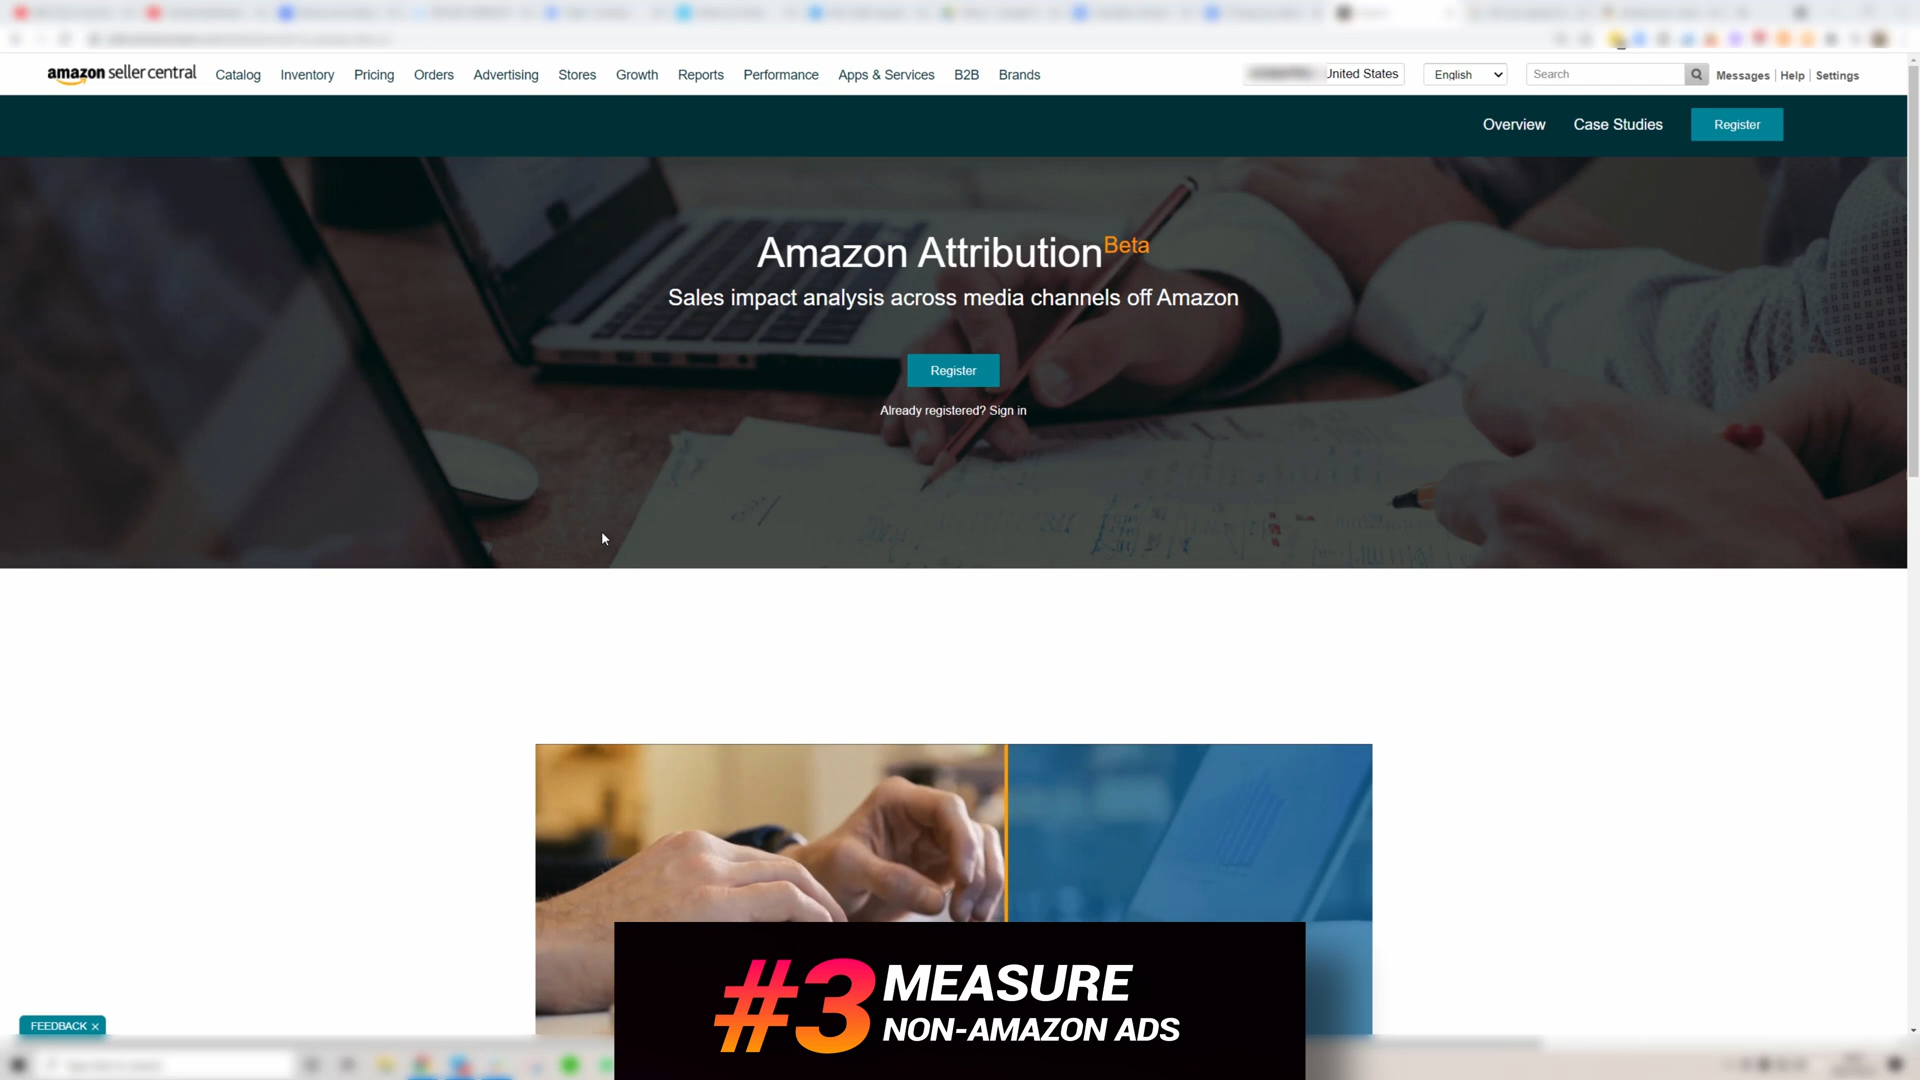 amazon seller central Catalog Inventory Pricing Orders Advertising Stores Growth Reports Performance Apps & Services B2B Brands United States English Search Messages Help Settings
Overview Case Studies Register
Amazon Attribution Beta
Sales impact analysis across media channels off Amazon
Register
Already registered? Sign in
#3 MEASURE
NON-AMAZON ADS
FEEDBACK ×